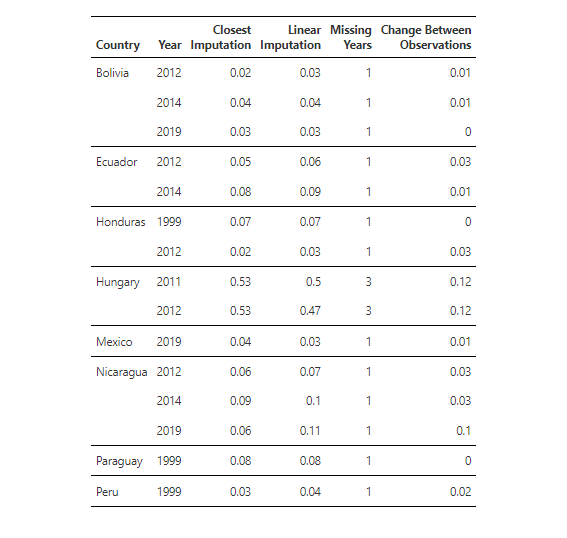 Closest Linear Missing Change Between
Country Year Imputation Imputation Years Observations
Bolivia 2012 0.02 0.03 1 0.01
2014 0.04 0.04 1 0.01
2019 0.03 0.03 1 0
Ecuador 2012 0.05 0.06 1 0.03
2014 0.08 0.09 1 0.01
Honduras 1999 0.07 0.07 1 0
2012 0.02 0.03 1 0.03
Hungary 2011 0.53 0.5 3 0.12
2012 0.53 0.47 3 0.12
Mexico 2019 0.04 0.03 1 0.01
Nicaragua 2012 0.06 0.07 1 0.03
2014 0.09 0.1 1 0.03
2019 0.06 0.11 1 0.1
Paraguay 1999 0.08 0.08 1 0
Peru 1999 0.03 0.04 1 0.02